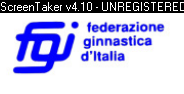 ScreenTaker v4.10 - UNREGISTERED
fgi
federazione
ginnastica
d'Italia